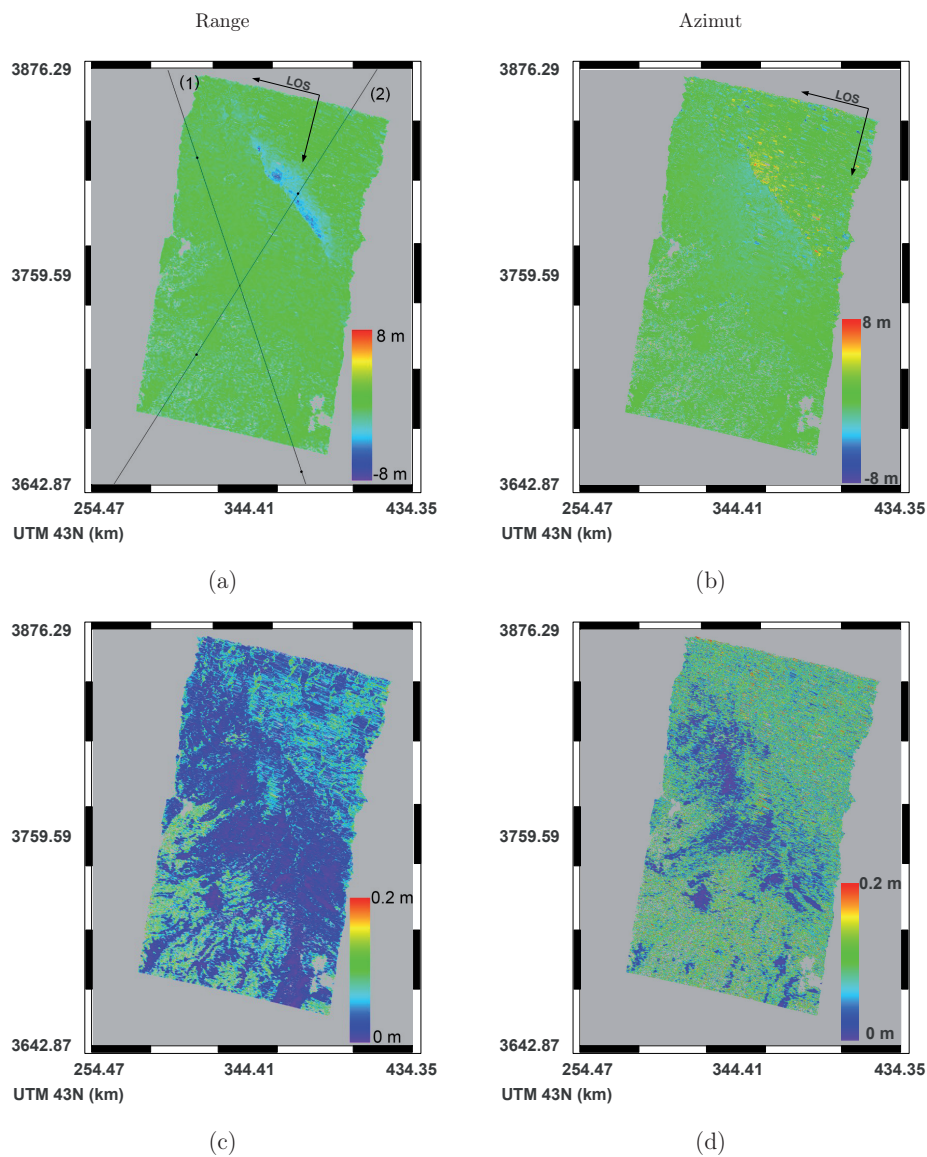 Range
Azimut
3876.29
(1)
LOS
(2)
3759.59
8 m
-8 m
3642.87
254.47 344.41 434.35
UTM 43N (km)
(a)
3876.29
LOS
3759.59
8 m
-8 m
3642.87
254.47 344.41 434.35
UTM 43N (km)
(b)
3876.29
3759.59
0.2 m
0 m
3642.87
254.47 344.41 434.35
UTM 43N (km)
(c)
3876.29
3759.59
0.2 m
0 m
3642.87
254.47 344.41 434.35
UTM 43N (km)
(d)